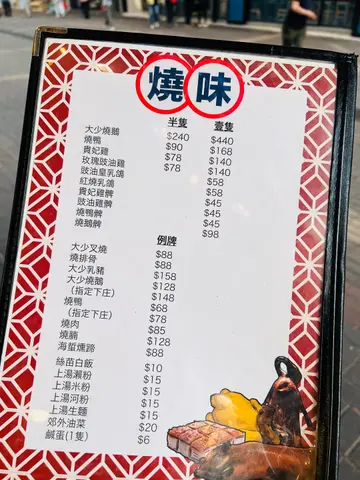 燒味
半隻 壹隻
大少燒鵝 $240 $440
燒鴨 $90 $168
貴妃雞 $78 $140
玫瑰豉油雞 $78 $140
豉油皇乳鴿 $58
紅燒乳鴿 $58
貴妃雞髀 $45
豉油雞髀 $45
燒鴨髀 $45
燒鵝髀 $98
例牌
大少叉燒 $88
燒排骨 $88
大少乳豬 $158
大少燒鵝 $128
(指定下庄) $148
燒鴨 $68
(指定下庄) $78
燒肉 $85
燒腩 $128
海蜇燻蹄 $88
絲苗白飯 $10
上湯瀨粉 $15
上湯米粉 $15
上湯河粉 $15
上湯生麵 $15
郊外油菜 $20
鹹蛋(1隻) $6